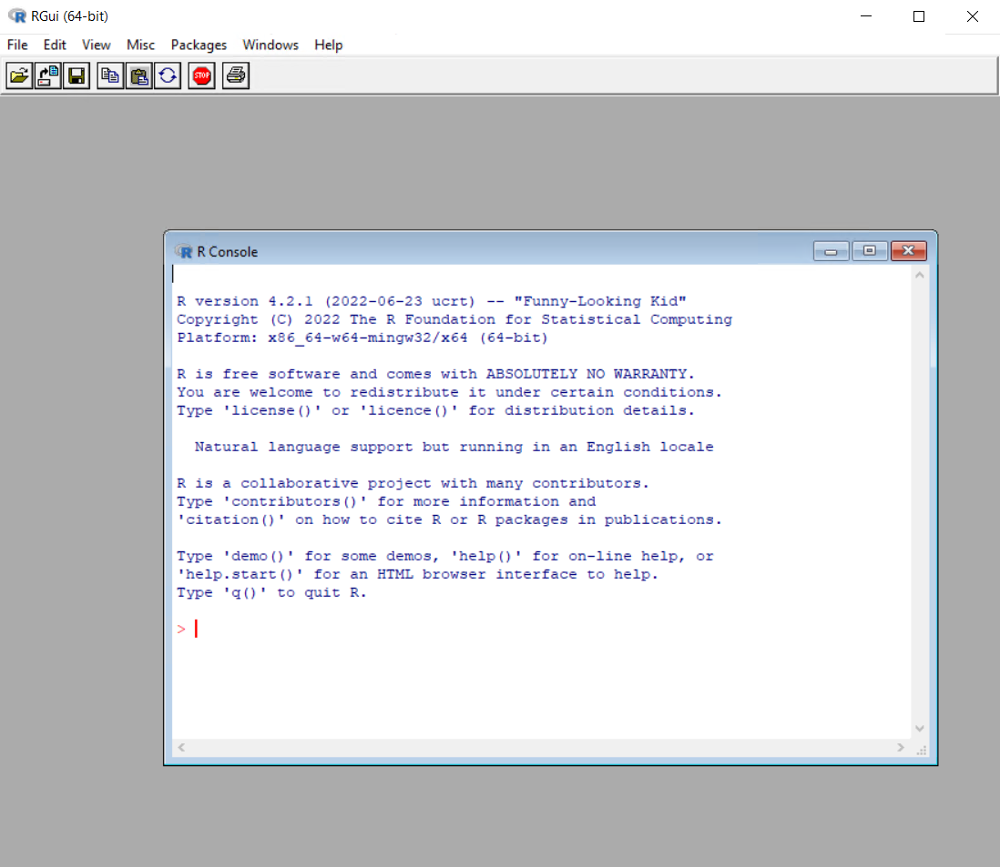 RGui (64-bit)
File Edit View Misc Packages Windows Help
STOP
R Console
R version 4.2.1 (2022-06-23 ucrt) -- "Funny-Looking Kid"
Copyright (C) 2022 The R Foundation for Statistical Computing
Platform: x86_64-w64-mingw32/x64 (64-bit)
R is free software and comes with ABSOLUTELY NO WARRANTY.
You are welcome to redistribute it under certain conditions.
Type 'license()' or 'licence()' for distribution details.
Natural language support but running in an English locale
R is a collaborative project with many contributors.
Type 'contributors()' for more information and
'citation()' on how to cite R or R packages in publications.
Type 'demo()' for some demos, 'help()' for on-line help, or
'help.start()' for an HTML browser interface to help.
Type 'q()' to quit R.
>